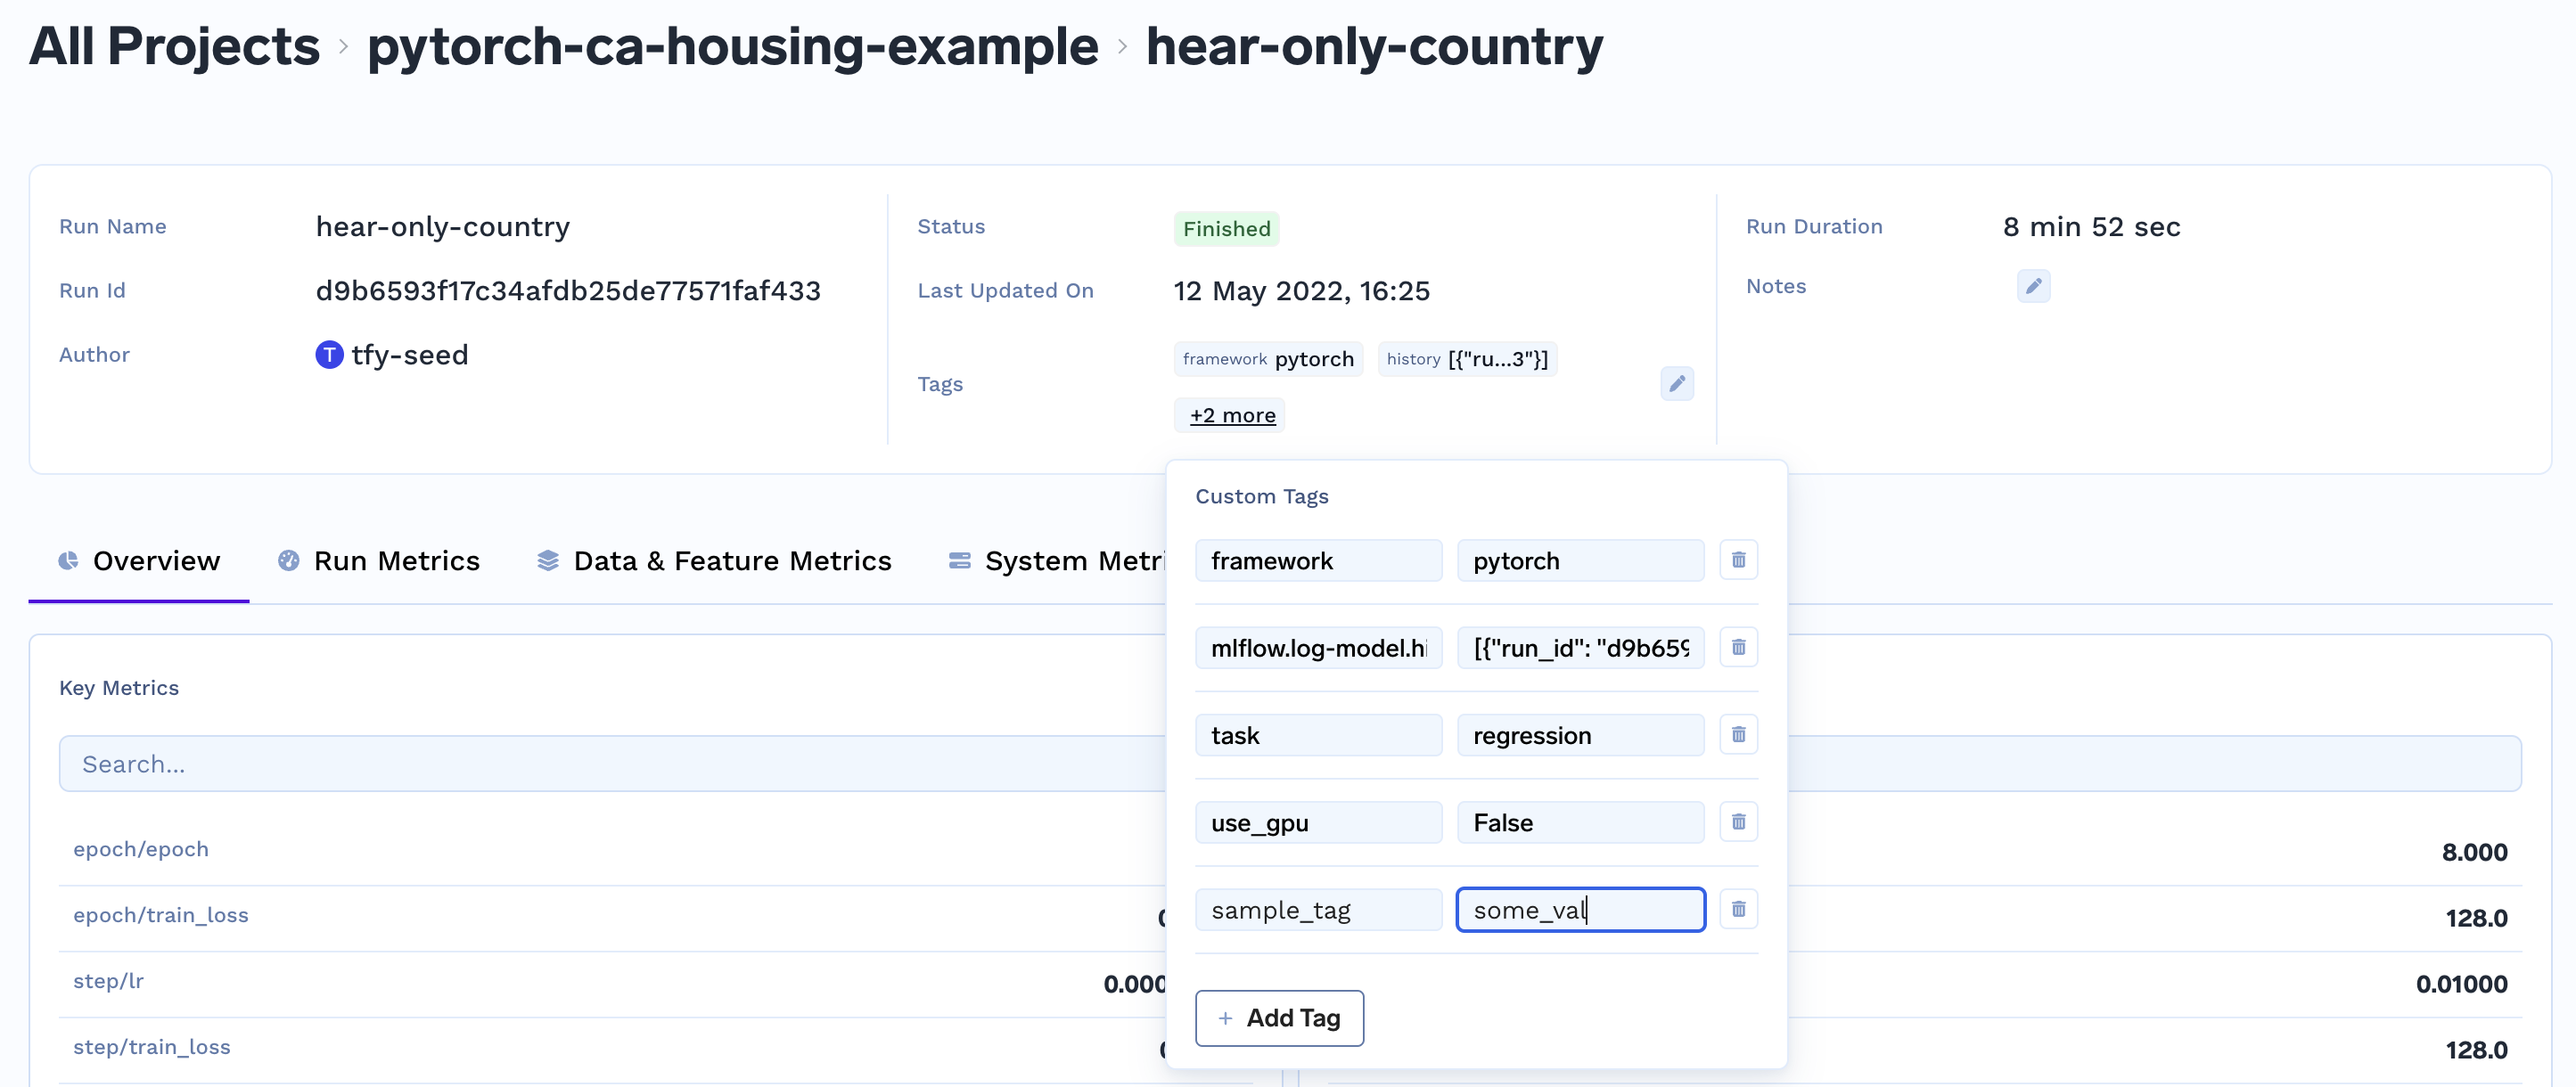 All Projects > pytorch-ca-housing-example > hear-only-country
Run Name hear-only-country
Run Id d9b6593f17c34afdb25de77571faf433
Author T tfy-seed
Status Finished
Last Updated On 12 May 2022, 16:25
Tags framework pytorch history [{"ru...3"}]
+2 more
Run Duration 8 min 52 sec
Notes
Overview Run Metrics Data & Feature Metrics System Metri
Custom Tags
framework pytorch
mlflow.log-model.hi [{"run_id": "d9b659
task regression
use_gpu False
sample_tag some_val
+ Add Tag
Key Metrics
Search...
epoch/epoch
epoch/train_loss
step/lr 0.000
step/train_loss
8.000
128.0
0.01000
128.0